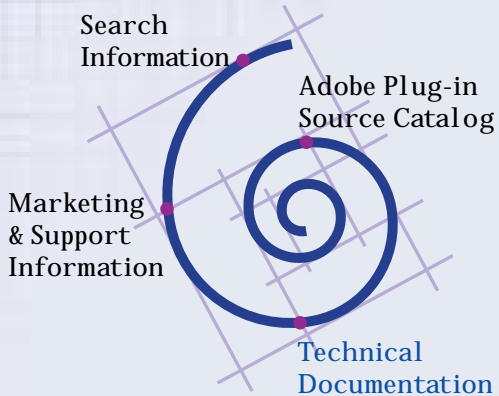 Search
Information
Adobe Plug-in
Source Catalog
Marketing
& Support
Information
Technical
Documentation